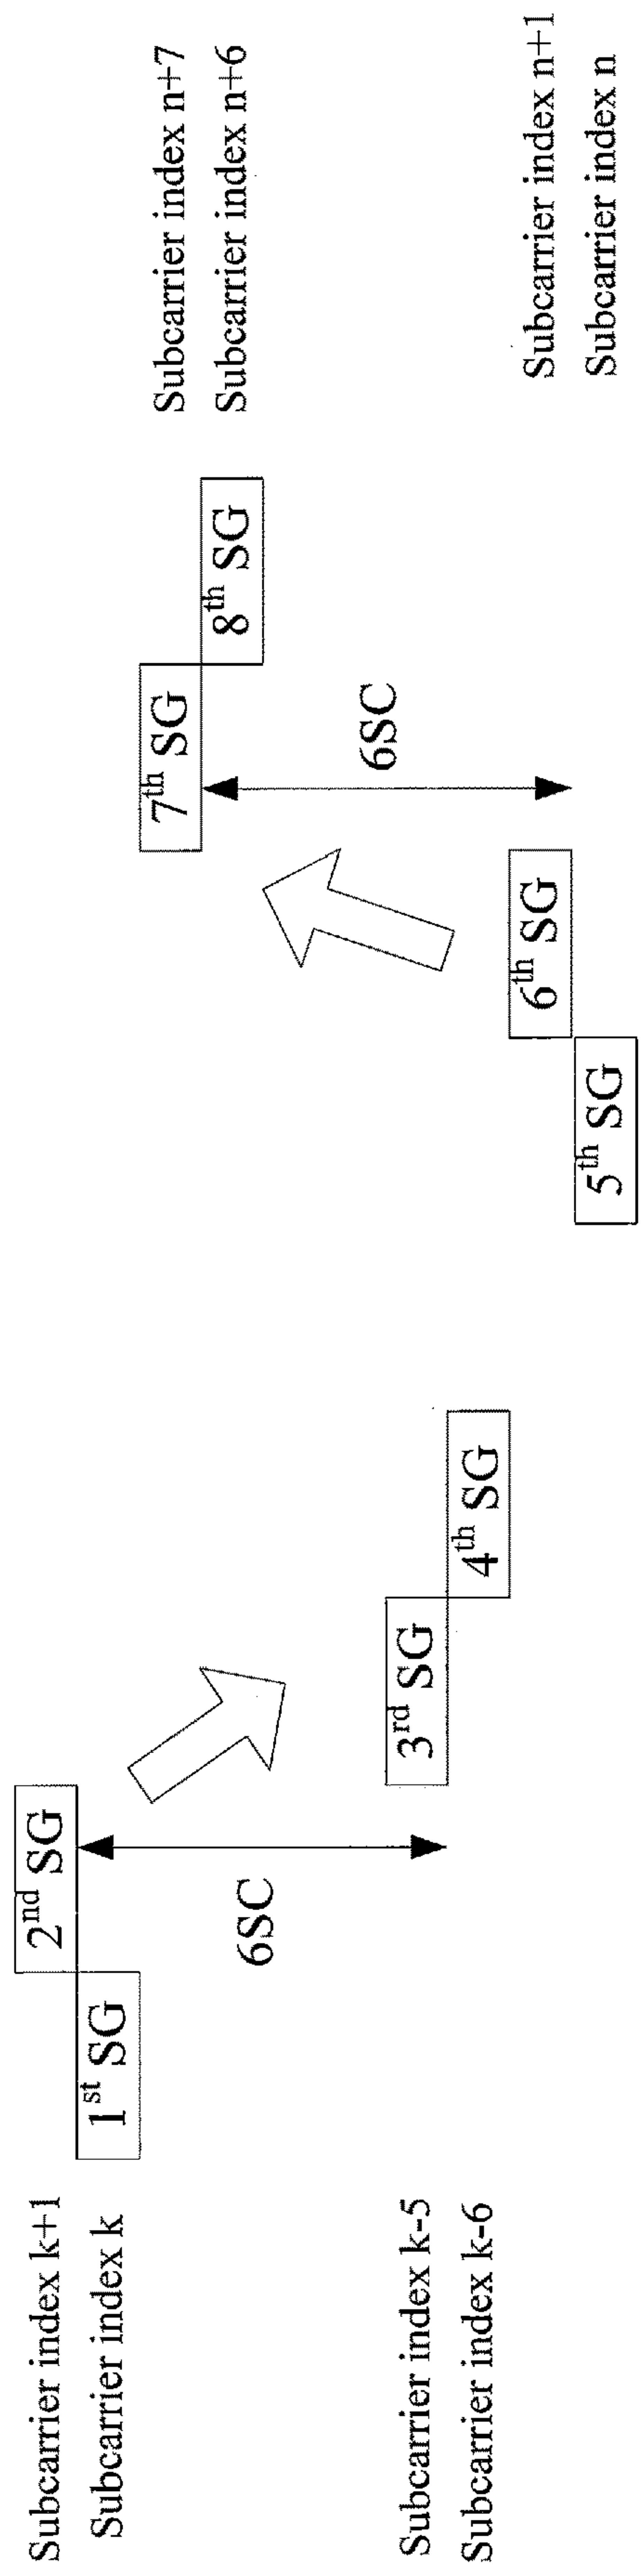 Subcarrier index k+1
Subcarrier index k
Subcarrier index k-5
Subcarrier index k-6
1st SG
2nd SG
6SC
3rd SG
4th SG
5th SG
6th SG
6SC
7th SG
8th SG
Subcarrier index n+7
Subcarrier index n+6
Subcarrier index n+1
Subcarrier index n